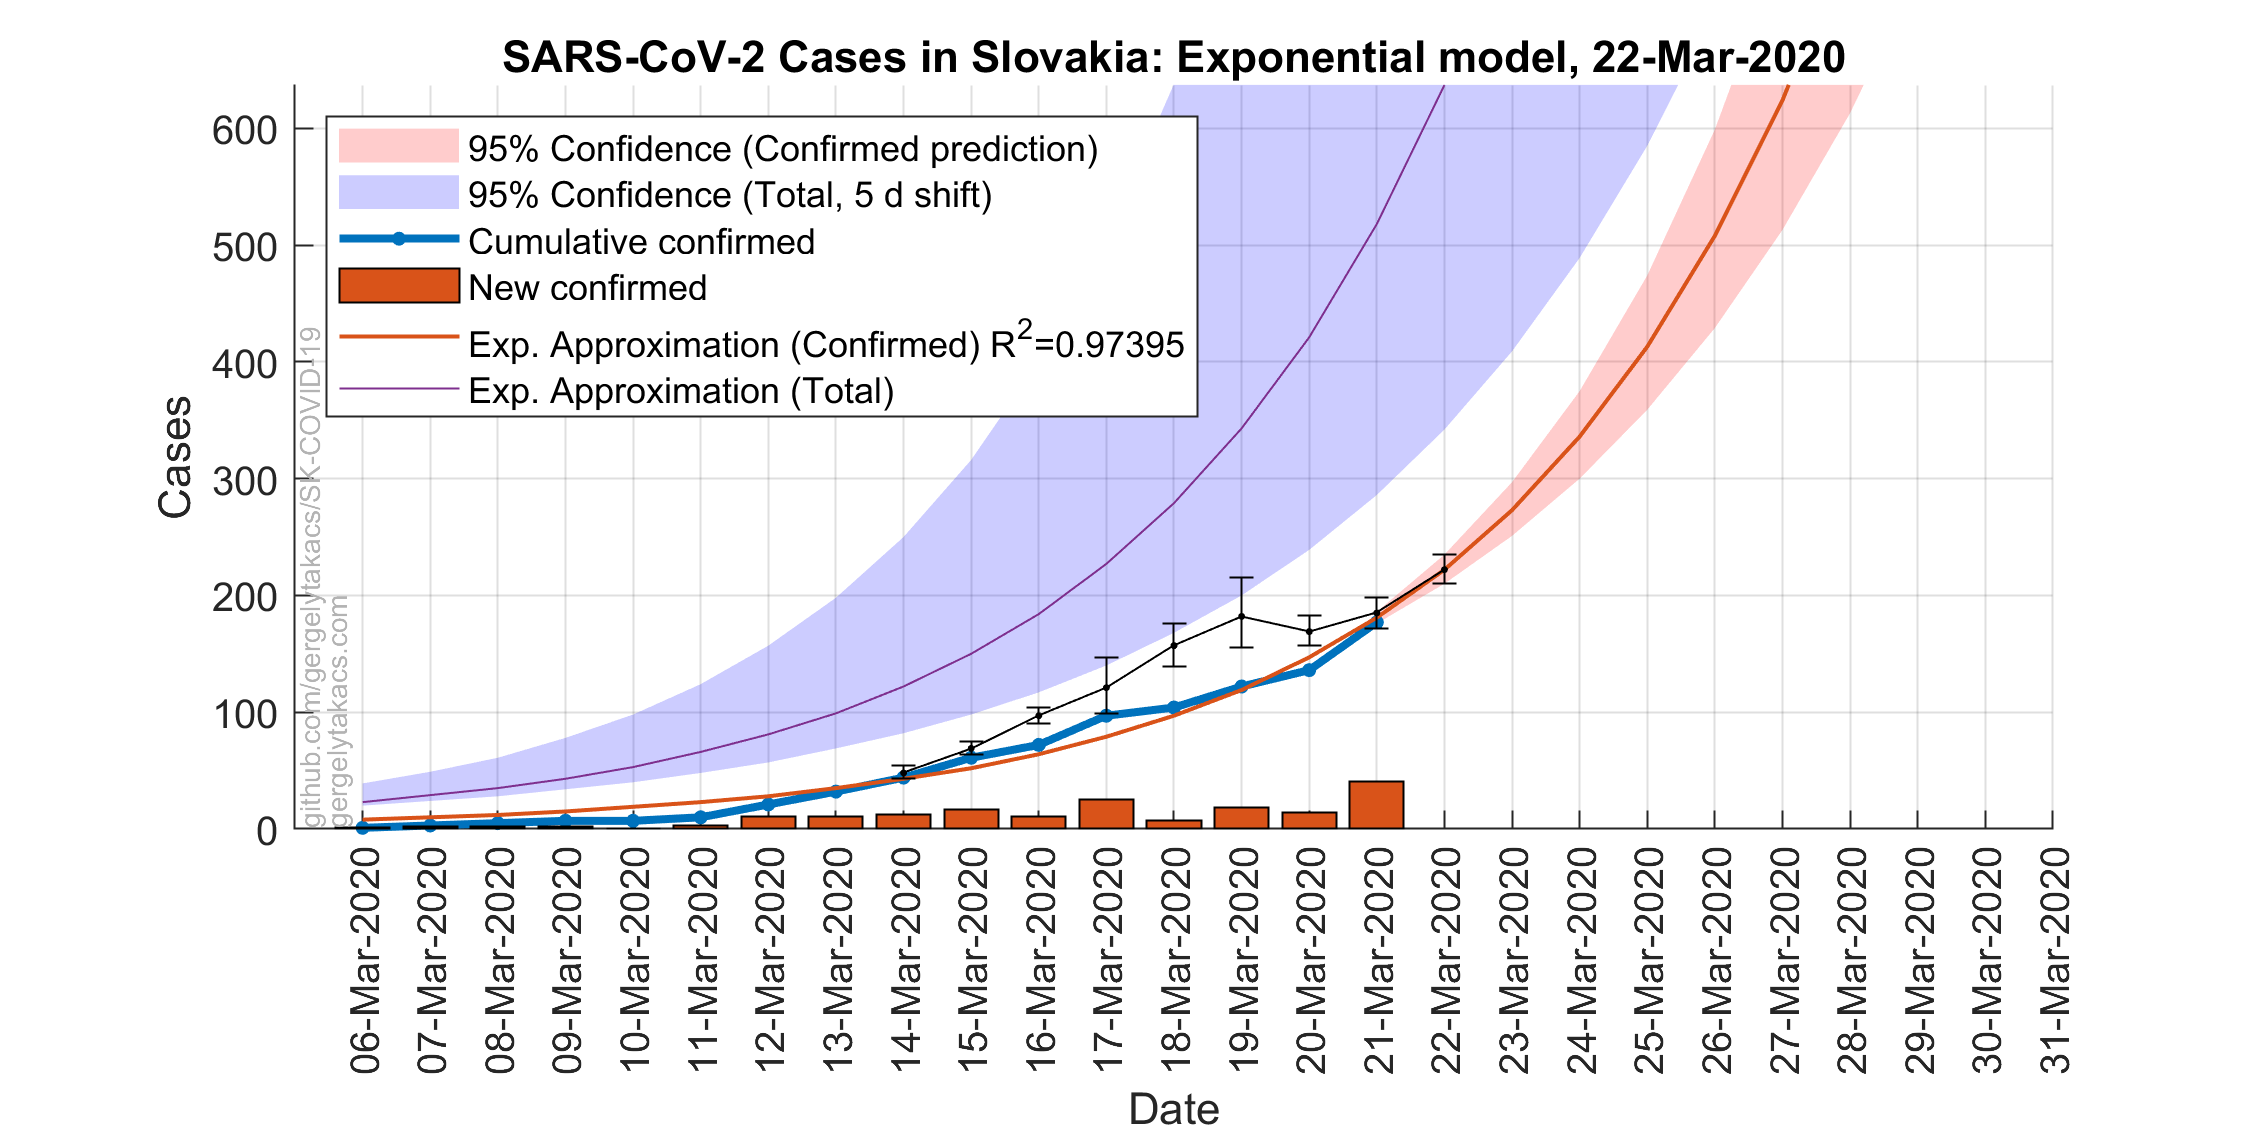 SARS-CoV-2 Cases in Slovakia: Exponential model, 22-Mar-2020
95% Confidence (Confirmed prediction)
95% Confidence (Total, 5 d shift)
Cumulative confirmed
New confirmed
Exp. Approximation (Confirmed) R²=0.97395
Exp. Approximation (Total)
600
500
400
300
200
100
0
Cases
github.com/gergelytakacs/SK-COVID-19
gergelytakacs.com
06-Mar-2020
07-Mar-2020
08-Mar-2020
09-Mar-2020
10-Mar-2020
11-Mar-2020
12-Mar-2020
13-Mar-2020
14-Mar-2020
15-Mar-2020
16-Mar-2020
17-Mar-2020
18-Mar-2020
19-Mar-2020
20-Mar-2020
21-Mar-2020
22-Mar-2020
23-Mar-2020
24-Mar-2020
25-Mar-2020
26-Mar-2020
27-Mar-2020
28-Mar-2020
29-Mar-2020
30-Mar-2020
31-Mar-2020
Date